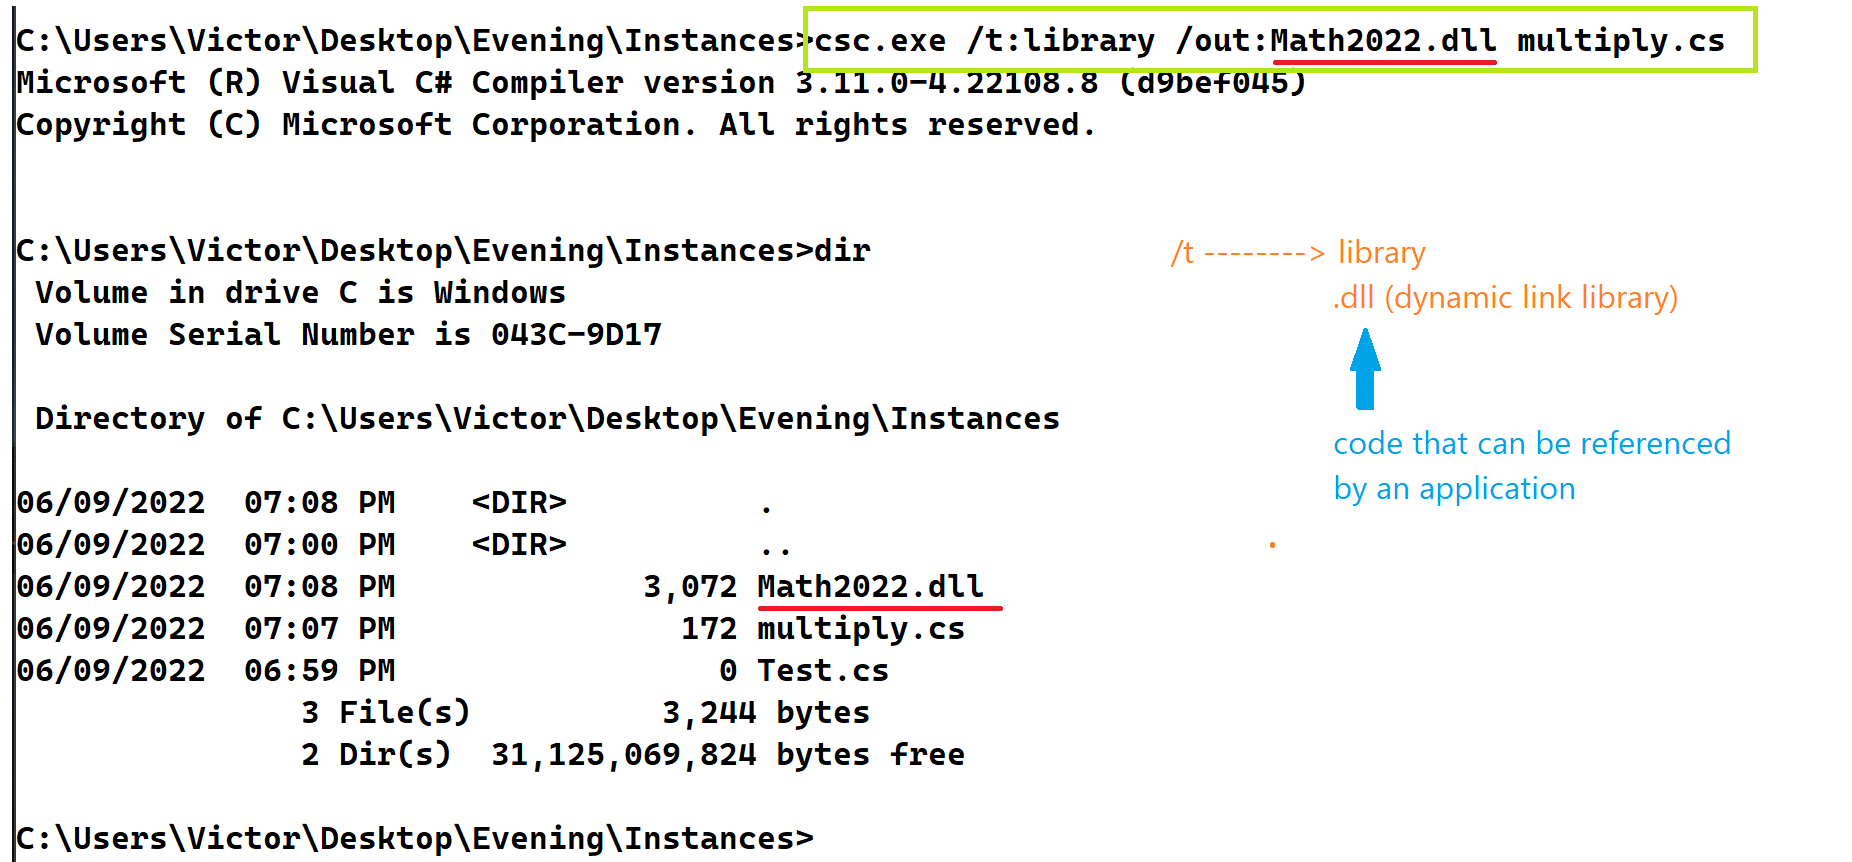 C:\Users\Victor\Desktop\Evening\Instances>csc.exe /t:library /out:Math2022.dll multiply.cs
Microsoft (R) Visual C# Compiler version 3.11.0-4.22108.8 (d9bef045)
Copyright (C) Microsoft Corporation. All rights reserved.
C:\Users\Victor\Desktop\Evening\Instances>dir
Volume in drive C is Windows
Volume Serial Number is 043C-9D17
Directory of C:\Users\Victor\Desktop\Evening\Instances
06/09/2022  07:08 PM    <DIR>          .
06/09/2022  07:00 PM    <DIR>          ..
06/09/2022  07:08 PM             3,072 Math2022.dll
06/09/2022  07:07 PM               172 multiply.cs
06/09/2022  06:59 PM                 0 Test.cs
3 File(s)          3,244 bytes
2 Dir(s)  31,125,069,824 bytes free
C:\Users\Victor\Desktop\Evening\Instances>
/t --------> library
.dll (dynamic link library)
code that can be referenced
by an application